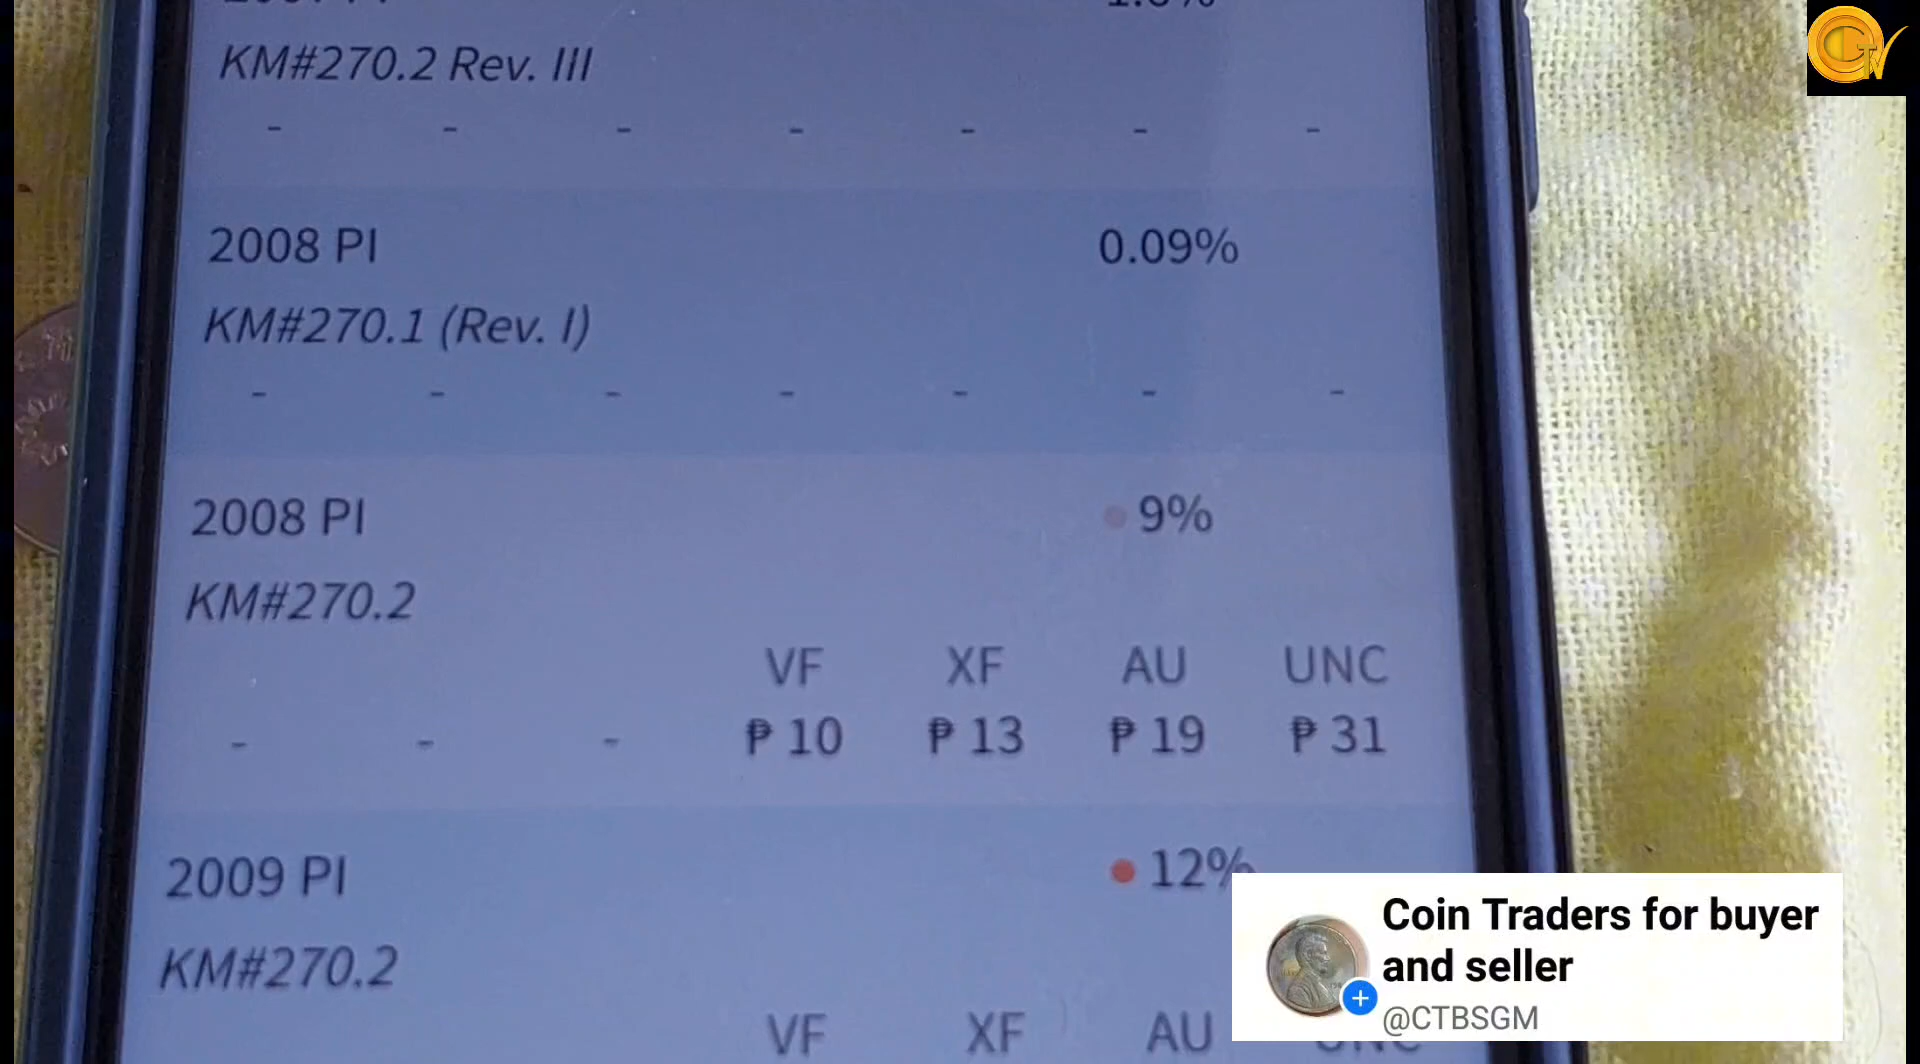 KM#270.2 Rev. III
- - - - - - -
2008 PI 0.09%
KM#270.1 (Rev. I)
- - - - - - -
2008 PI 9%
KM#270.2
VF XF AU UNC
- - - ₱ 10 ₱ 13 ₱ 19 ₱ 31
2009 PI 12%
KM#270.2
VF XF AU UNC
Coin Traders for buyer
and seller
@CTBSGM